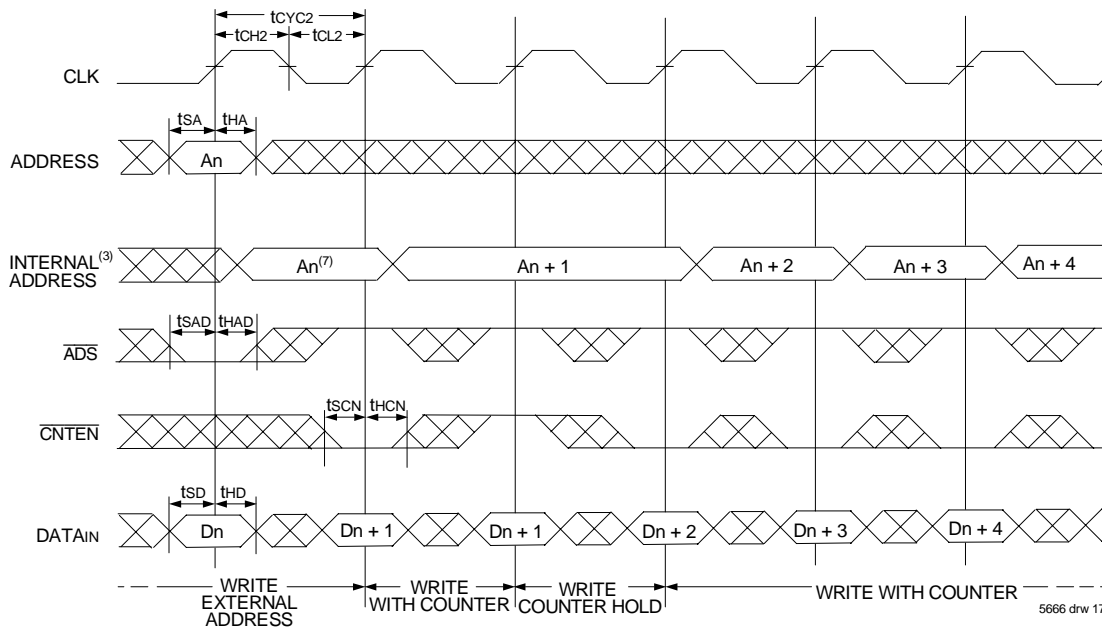 tCYC2
tCH2 tCL2
CLK
tSA tHA
ADDRESS An
INTERNAL(3) ADDRESS An(7) An + 1 An + 2 An + 3 An + 4
tSAD tHAD
ADS
tSCN tHCN
CNTEN
tSD tHD
DATAIN Dn Dn + 1 Dn + 1 Dn + 2 Dn + 3 Dn + 4
WRITE EXTERNAL ADDRESS
WRITE WITH COUNTER
WRITE COUNTER HOLD
WRITE WITH COUNTER
5666 drw 17